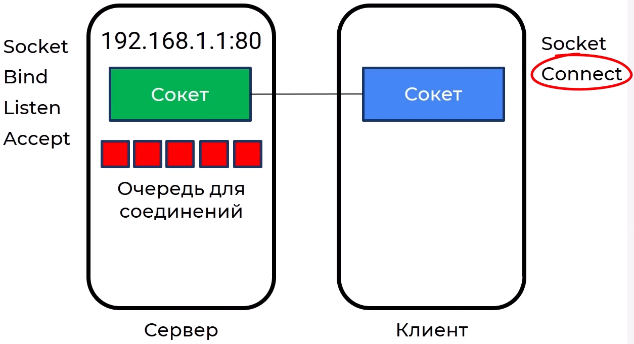 Socket
Bind
Listen
Accept
192.168.1.1:80
Сокет
Очередь для
соединений
Сервер
Сокет
Клиент
Socket
Connect